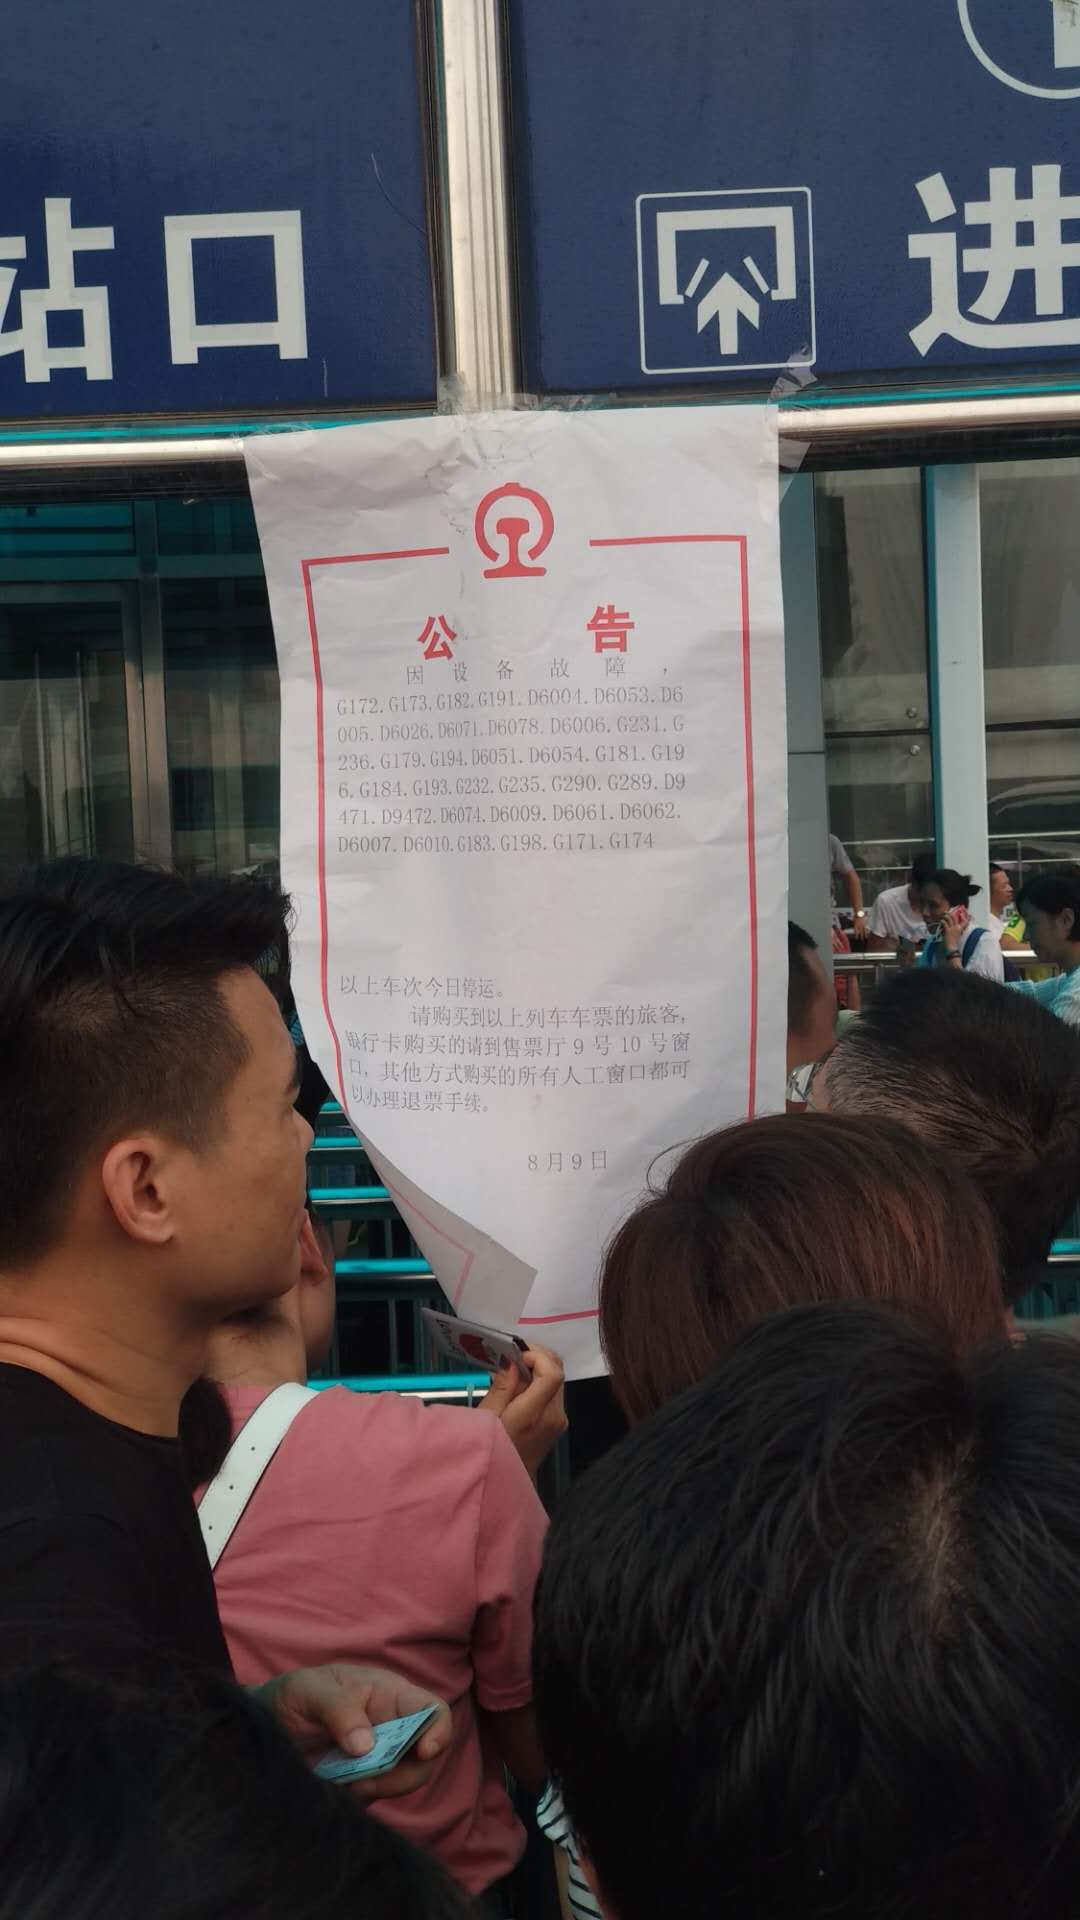 站口
进
公告
因设备故障，
G172.G173.G182.G191.D6001.D6053.D6
005.D6026.D6071.D6078.D6006.G231.G
236.G179.G194.D6051.D6054.G181.G19
6.G184.G193.G232.G235.G290.G289.D9
471.D9472.D6074.D6009.D6061.D6062.
D6007.D6010.G183.G198.G171.G174
以上车次今日停运。
请购买到以上列车车票的旅客，
银行卡购买的请到售票厅9号10号窗
口，其他方式购买的所有人工窗口都可
以办理退票手续。
8月9日